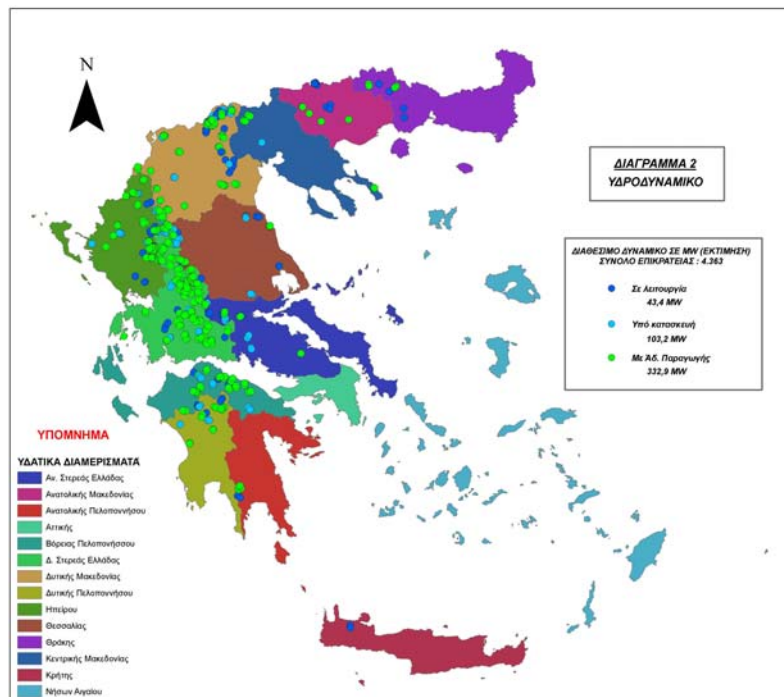 N
ΔΙΑΓΡΑΜΜΑ 2
ΥΔΡΟΔΥΝΑΜΙΚΟ
ΔΙΑΘΕΣΙΜΟ ΔΥΝΑΜΙΚΟ ΣΕ MW (ΕΚΤΙΜΗΣΗ)
ΣΥΝΟΛΟ ΕΠΙΚΡΑΤΕΙΑΣ : 4.363
Σε λειτουργία
43,4 MW
Υπό κατασκευή
103,2 MW
Με Άδ. Παραγωγής
332,9 MW
ΥΠΟΜΝΗΜΑ
ΥΔΑΤΙΚΑ ΔΙΑΜΕΡΙΣΜΑΤΑ
Αν. Στερεάς Ελλάδας
Ανατολικής Μακεδονίας
Ανατολικής Πελοποννήσου
Αττικής
Βόρειας Πελοποννήσσου
Δ. Στερεάς Ελλάδας
Δυτικής Μακεδονίας
Δυτικής Πελοποννήσου
Ηπείρου
Θεσσαλίας
Θράκης
Κεντρικής Μακεδονίας
Κρήτης
Νήσων Αιγαίου